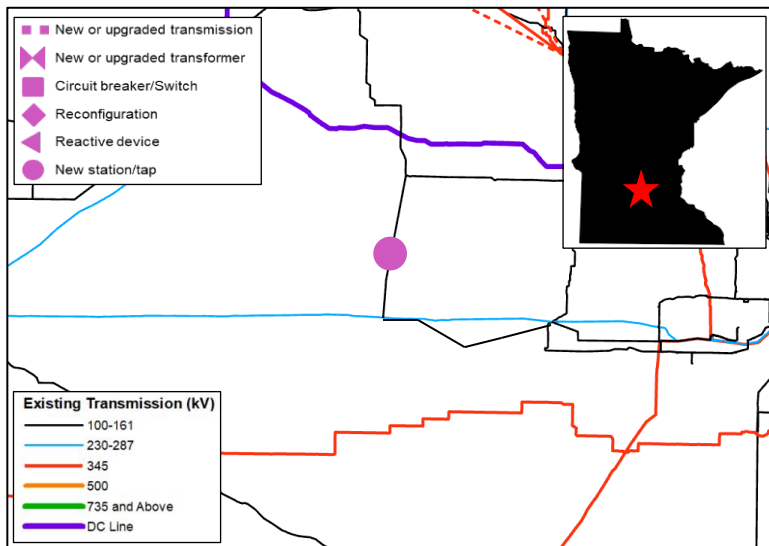 New or upgraded transmission
New or upgraded transformer
Circuit breaker/Switch
Reconfiguration
Reactive device
New station/tap
Existing Transmission (kV)
100-161
230-287
345
500
735 and Above
DC Line